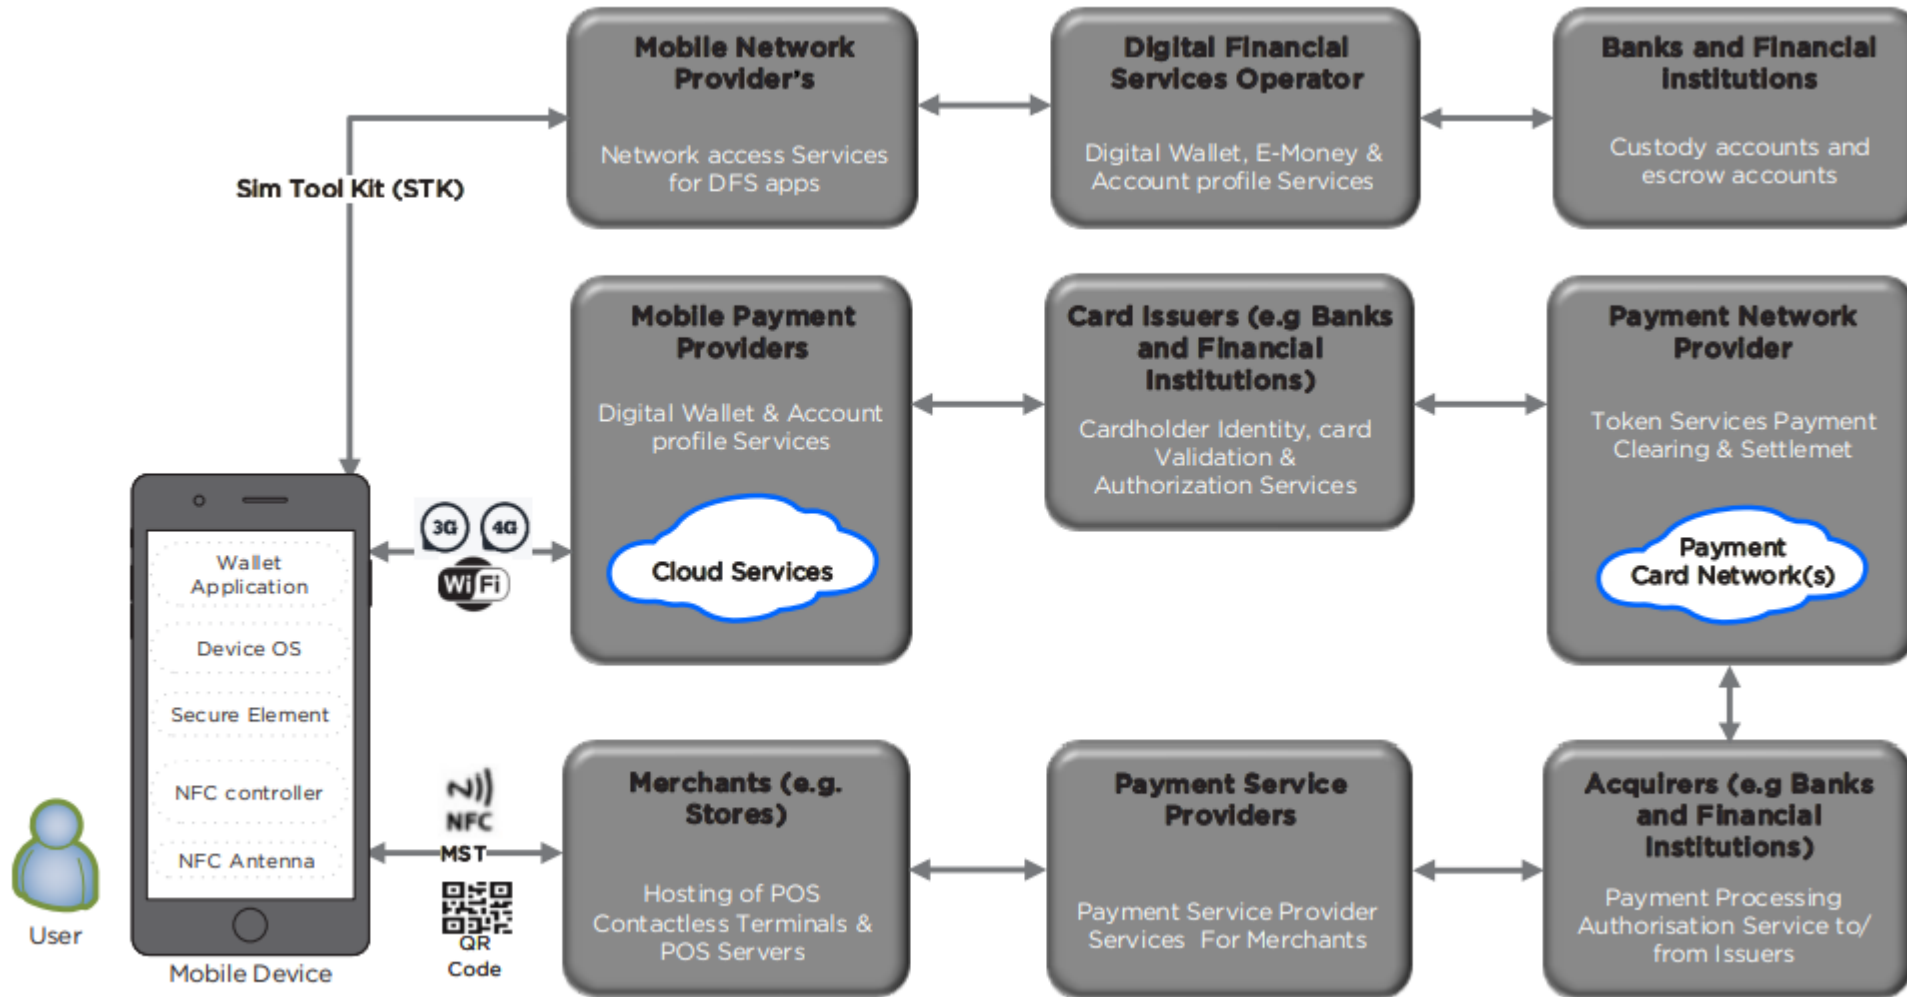 Mobile Network
Provider's
Network access Services
for DFS apps
Digital Financial
Services Operator
Digital Wallet, E-Money &
Account profile Services
Banks and Financial
Institutions
Custody accounts and
escrow accounts
Sim Tool Kit (STK)
Mobile Payment
Providers
Digital Wallet & Account
profile Services
Cloud Services
Card Issuers (e.g Banks
and Financial
Institutions)
Cardholder Identity, card
Validation &
Authorization Services
Payment Network
Provider
Token Services Payment
Clearing & Settlemet
Payment
Card Network(s)
3G 4G
Wi Fi
Wallet
Application
Device OS
Secure Element
NFC controller
NFC Antenna
User
Mobile Device
NFC
MST
QR
Code
Merchants (e.g.
Stores)
Hosting of POS
Contactless Terminals &
POS Servers
Payment Service
Providers
Payment Service Provider
Services For Merchants
Acquirers (e.g Banks
and Financial
Institutions)
Payment Processing
Authorisation Service to/
from Issuers